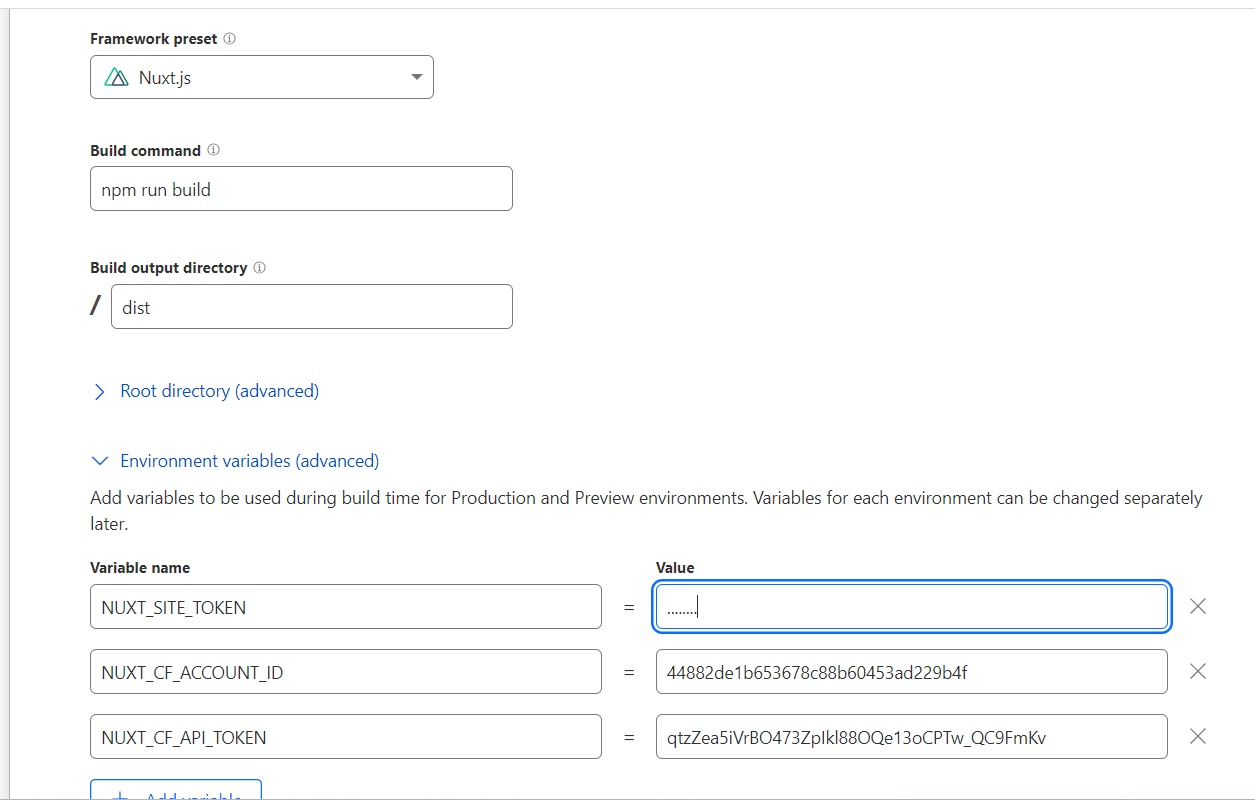 Framework preset
Nuxt.js
Build command
npm run build
Build output directory
/ dist
Root directory (advanced)
Environment variables (advanced)
Add variables to be used during build time for Production and Preview environments. Variables for each environment can be changed separately
later.
Variable name Value
NUXT_SITE_TOKEN = ........
NUXT_CF_ACCOUNT_ID = 44882de1b653678c88b60453ad229b4f
NUXT_CF_API_TOKEN = qtzZea5iVrBO473ZpIkl88OQe13oCPTw_QC9FmKv
+ Add variable